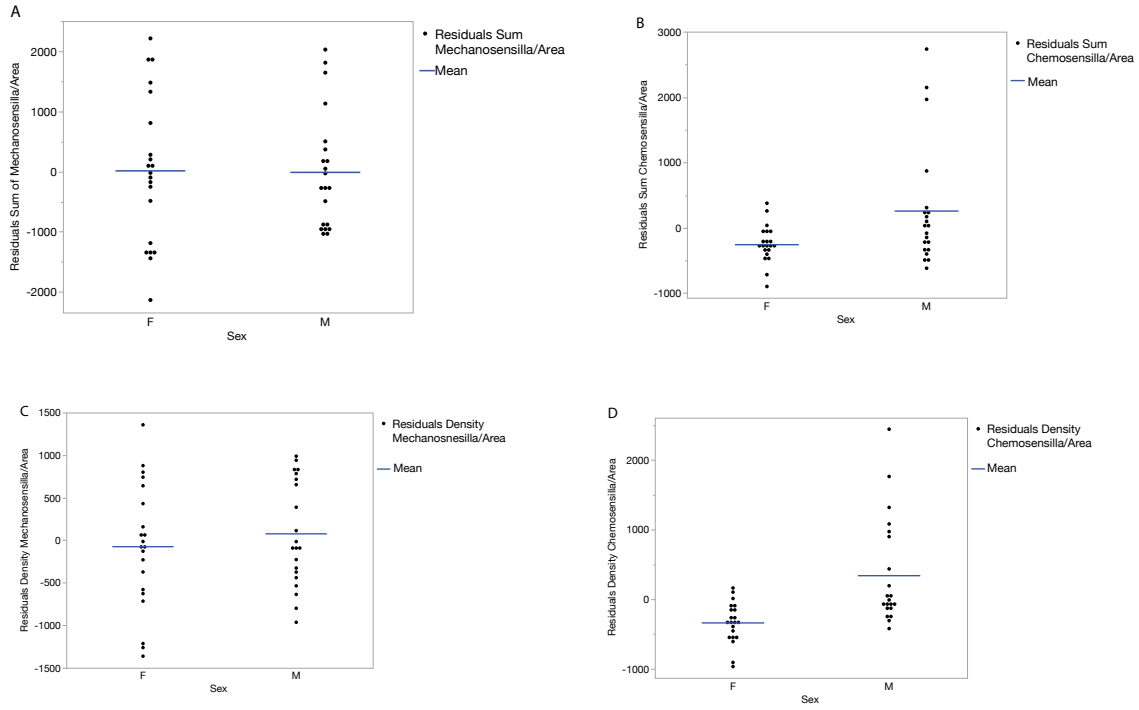 A
Residuals Sum of Mechanosensilla/Area
2000
1000
0
-1000
-2000
F
M
Sex
Residuals Sum
Mechanosensilla/Area
Mean
B
Residuals Sum Chemosensilla/Area
3000
2000
1000
0
-1000
F
M
Sex
Residuals Sum
Chemosensilla/Area
Mean
C
Residuals Density Mechanosensilla/Area
1500
1000
500
0
-500
-1000
-1500
F
M
Sex
Residuals Density
Mechanosnesilla/Area
Mean
D
Residuals Density Chemosensilla/Area
2000
1000
0
-1000
F
M
Sex
Residuals Density
Chemosensilla/Area
Mean